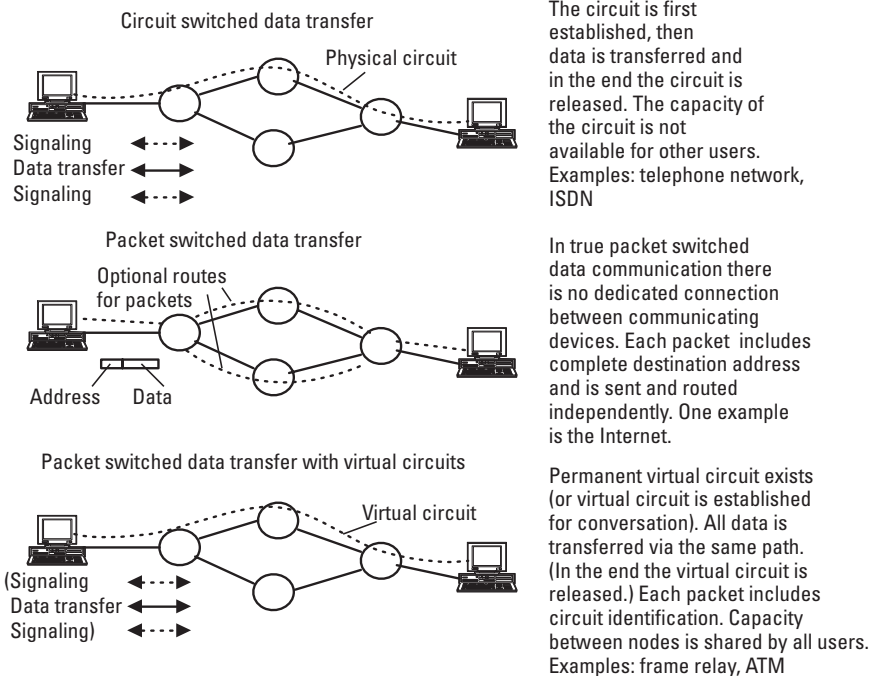 Circuit switched data transfer
Physical circuit
Signaling
Data transfer
Signaling
The circuit is first
established, then
data is transferred and
in the end the circuit is
released. The capacity of
the circuit is not
available for other users.
Examples: telephone network,
ISDN
Packet switched data transfer
Optional routes
for packets
Address
Data
In true packet switched
data communication there
is no dedicated connection
between communicating
devices. Each packet includes
complete destination address
and is sent and routed
independently. One example
is the Internet.
Packet switched data transfer with virtual circuits
Virtual circuit
(Signaling
Data transfer
Signaling)
Permanent virtual circuit exists
(or virtual circuit is established
for conversation). All data is
transferred via the same path.
(In the end the virtual circuit is
released.) Each packet includes
circuit identification. Capacity
between nodes is shared by all users.
Examples: frame relay, ATM